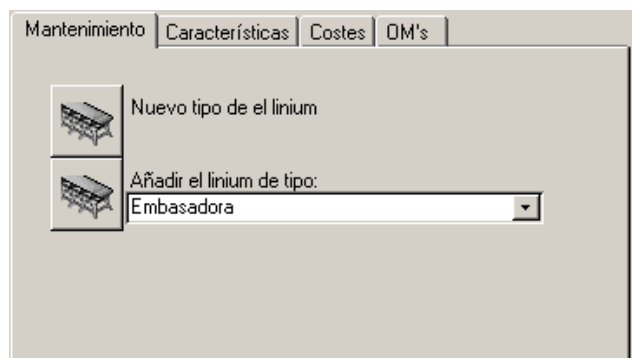 Mantenimiento Características Costes OM's
Nuevo tipo de el linium
Añadir el linium de tipo:
Embasadora